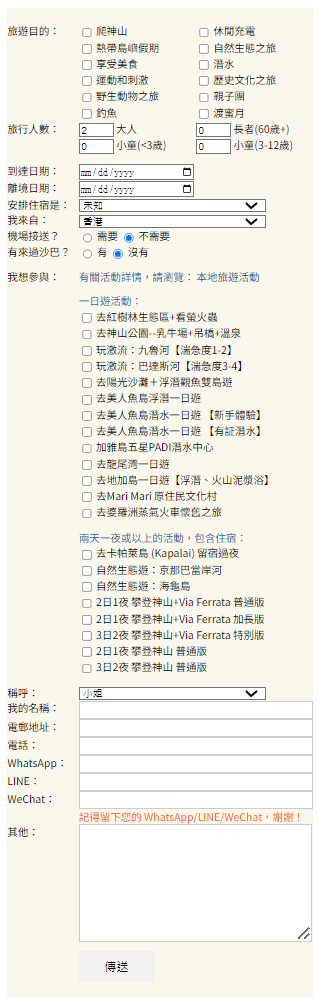 旅遊目的： 爬神山 休閒充電
熱帶島嶼假期 自然生態之旅
享受美食 潛水
運動和刺激 歷史文化之旅
野生動物之旅 親子團
釣魚 渡蜜月
旅行人數： 2 大人 0 長者(60歲+)
0 小童(<3歲) 0 小童(3-12歲)
到達日期： mm/dd/yyyy
離境日期： mm/dd/yyyy
安排住宿是： 未知
我來自： 香港
機場接送？ 需要 不需要
有來過沙巴？ 有 沒有
我想參與： 有關活動詳情，請瀏覽： 本地旅遊活動
一日遊活動：
去紅樹林生態區+看螢火蟲
去神山公園--乳牛場+吊橋+溫泉
玩激流：九魯河【湍急度1-2】
玩激流：巴達斯河【湍急度3-4】
去陽光沙灘＋浮潛觀魚雙島遊
去美人魚島浮潛一日遊
去美人魚島潛水一日遊 【新手體驗】
去美人魚島潛水一日遊 【有証潛水】
加雅島五星PADI潛水中心
去龍尾湾一日遊
去地加島一日遊【浮潛、火山泥漿浴】
去Mari Mari 原住民文化村
去婆羅洲蒸氣火車懷舊之旅
兩天一夜或以上的活動，包含住宿：
去卡帕萊島 (Kapalai) 留宿過夜
自然生態遊：京那巴當岸河
自然生態遊：海龜島
2日1夜 攀登神山+Via Ferrata 普通版
2日1夜 攀登神山+Via Ferrata 加長版
3日2夜 攀登神山+Via Ferrata 特別版
2日1夜 攀登神山 普通版
3日2夜 攀登神山 普通版
稱呼： 小姐
我的名稱：
電郵地址：
電話：
WhatsApp：
LINE：
WeChat：
記得留下您的 WhatsApp/LINE/WeChat，謝謝！
其他：
傳送